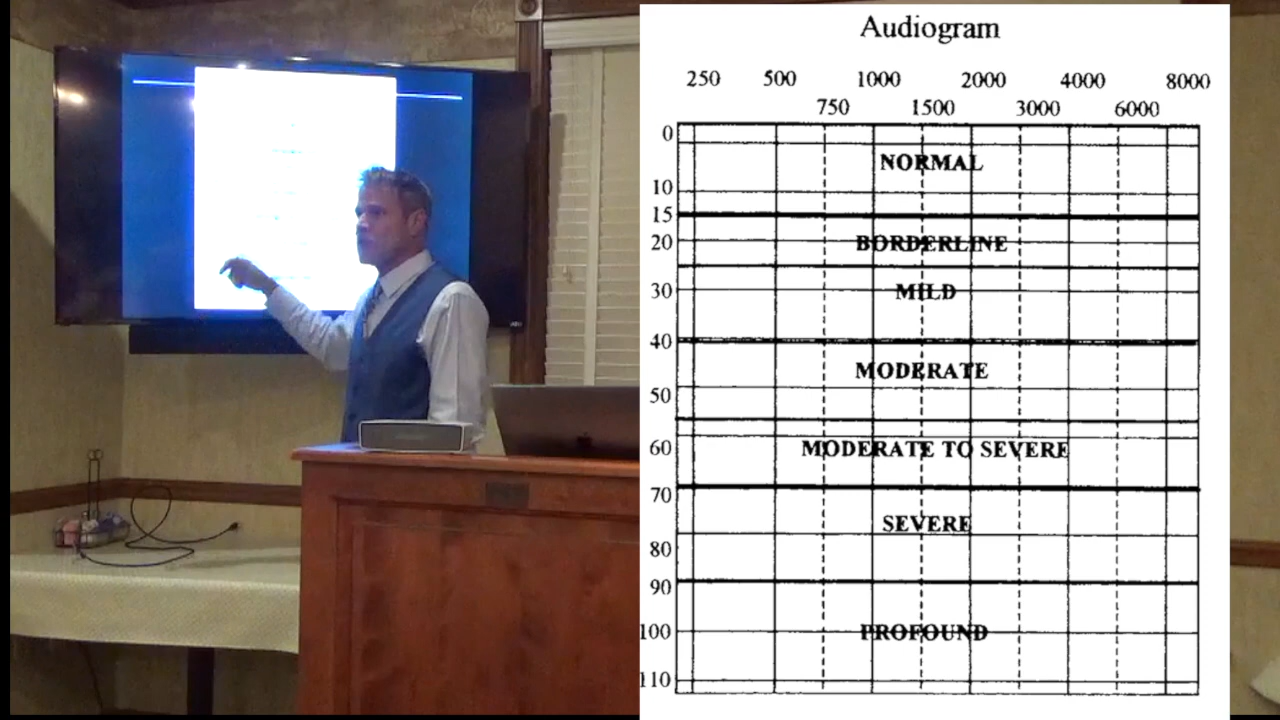 Audiogram
250 500 1000 2000 4000 8000
750 1500 3000 6000
0
NORMAL
10
15
20 BORDERLINE
30 MILD
40
MODERATE
50
60 MODERATE TO SEVERE
70
SEVERE
80
90
100 PROFOUND
110